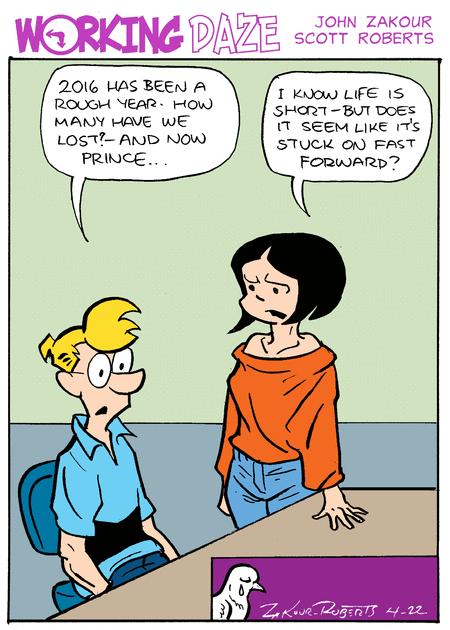 WORKING DAZE
JOHN ZAKOUR
SCOTT ROBERTS
2016 HAS BEEN A
ROUGH YEAR. HOW
MANY HAVE WE
LOST?—AND NOW
PRINCE...
I KNOW LIFE IS
SHORT—BUT DOES
IT SEEM LIKE IT'S
STUCK ON FAST
FORWARD?
ZAKOUR-ROBERTS 4-22